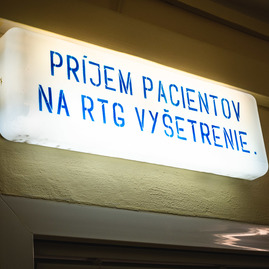 PRÍJEM PACIENTOV
NA RTG VYŠETRENIE.